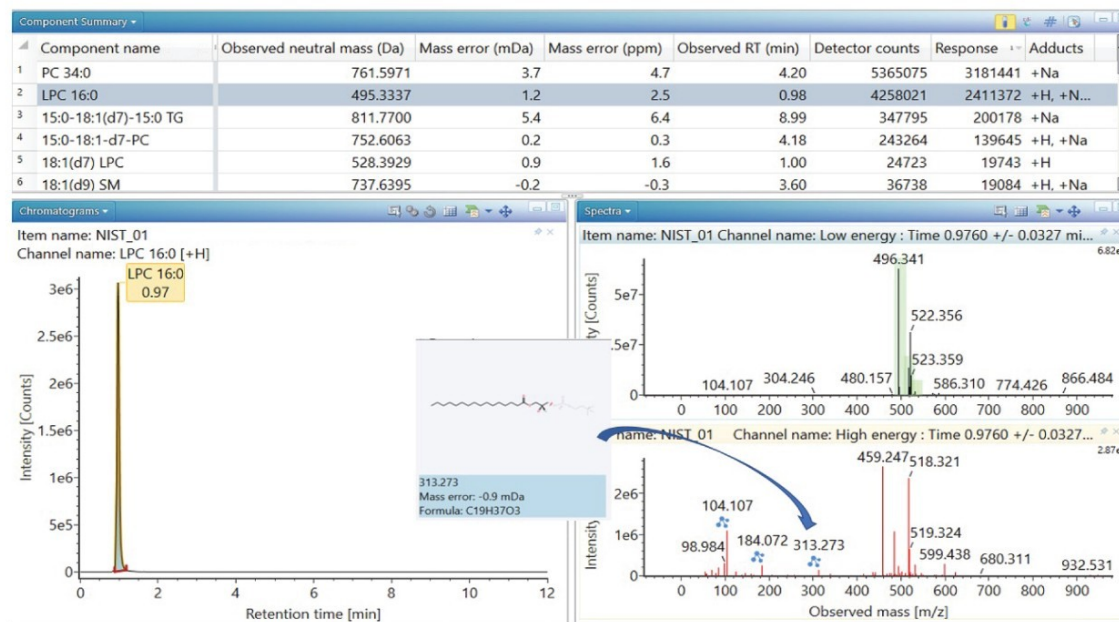 Component Summary
Component name Observed neutral mass (Da) Mass error (mDa) Mass error (ppm) Observed RT (min) Detector counts Response Adducts
1 PC 34:0 761.5971 3.7 4.7 4.20 5365075 3181441 +Na
2 LPC 16:0 495.3337 1.2 2.5 0.98 4258021 2411372 +H, +N...
3 15:0-18:1(d7)-15:0 TG 811.7700 5.4 6.4 8.99 347795 200178 +Na
4 15:0-18:1-d7-PC 752.6063 0.2 0.3 4.18 243264 139645 +H, +Na
5 18:1(d7) LPC 528.3929 0.9 1.6 1.00 24723 19743 +H
6 18:1(d9) SM 737.6395 -0.2 -0.3 3.60 36738 19084 +H, +Na
Chromatograms
Item name: NIST_01
Channel name: LPC 16:0 [+H]
LPC 16:0
0.97
3e6
2.5e6
2e6
1.5e6
1e6
5e5
0
Intensity [Counts]
0 2 4 6 8 10 12
Retention time [min]
313.273
Mass error: -0.9 mDa
Formula: C19H37O3
Spectra
Item name: NIST_01 Channel name: Low energy : Time 0.9760 +/- 0.0327 mi...
6.82e
496.341
5e7
522.356
.5e7
523.359
104.107 304.246 480.157 586.310 774.426 866.484
0
[Counts]
0 100 200 300 400 500 600 700 800 900
name: NIST_01 Channel name: High energy : Time 0.9760 +/- 0.0327...
2.87e
459.247 518.321
2e6
104.107
1e6
184.072 313.273 519.324
98.984 599.438 680.311 932.531
0
Intensity
0 100 200 300 400 500 600 700 800 900
Observed mass [m/z]